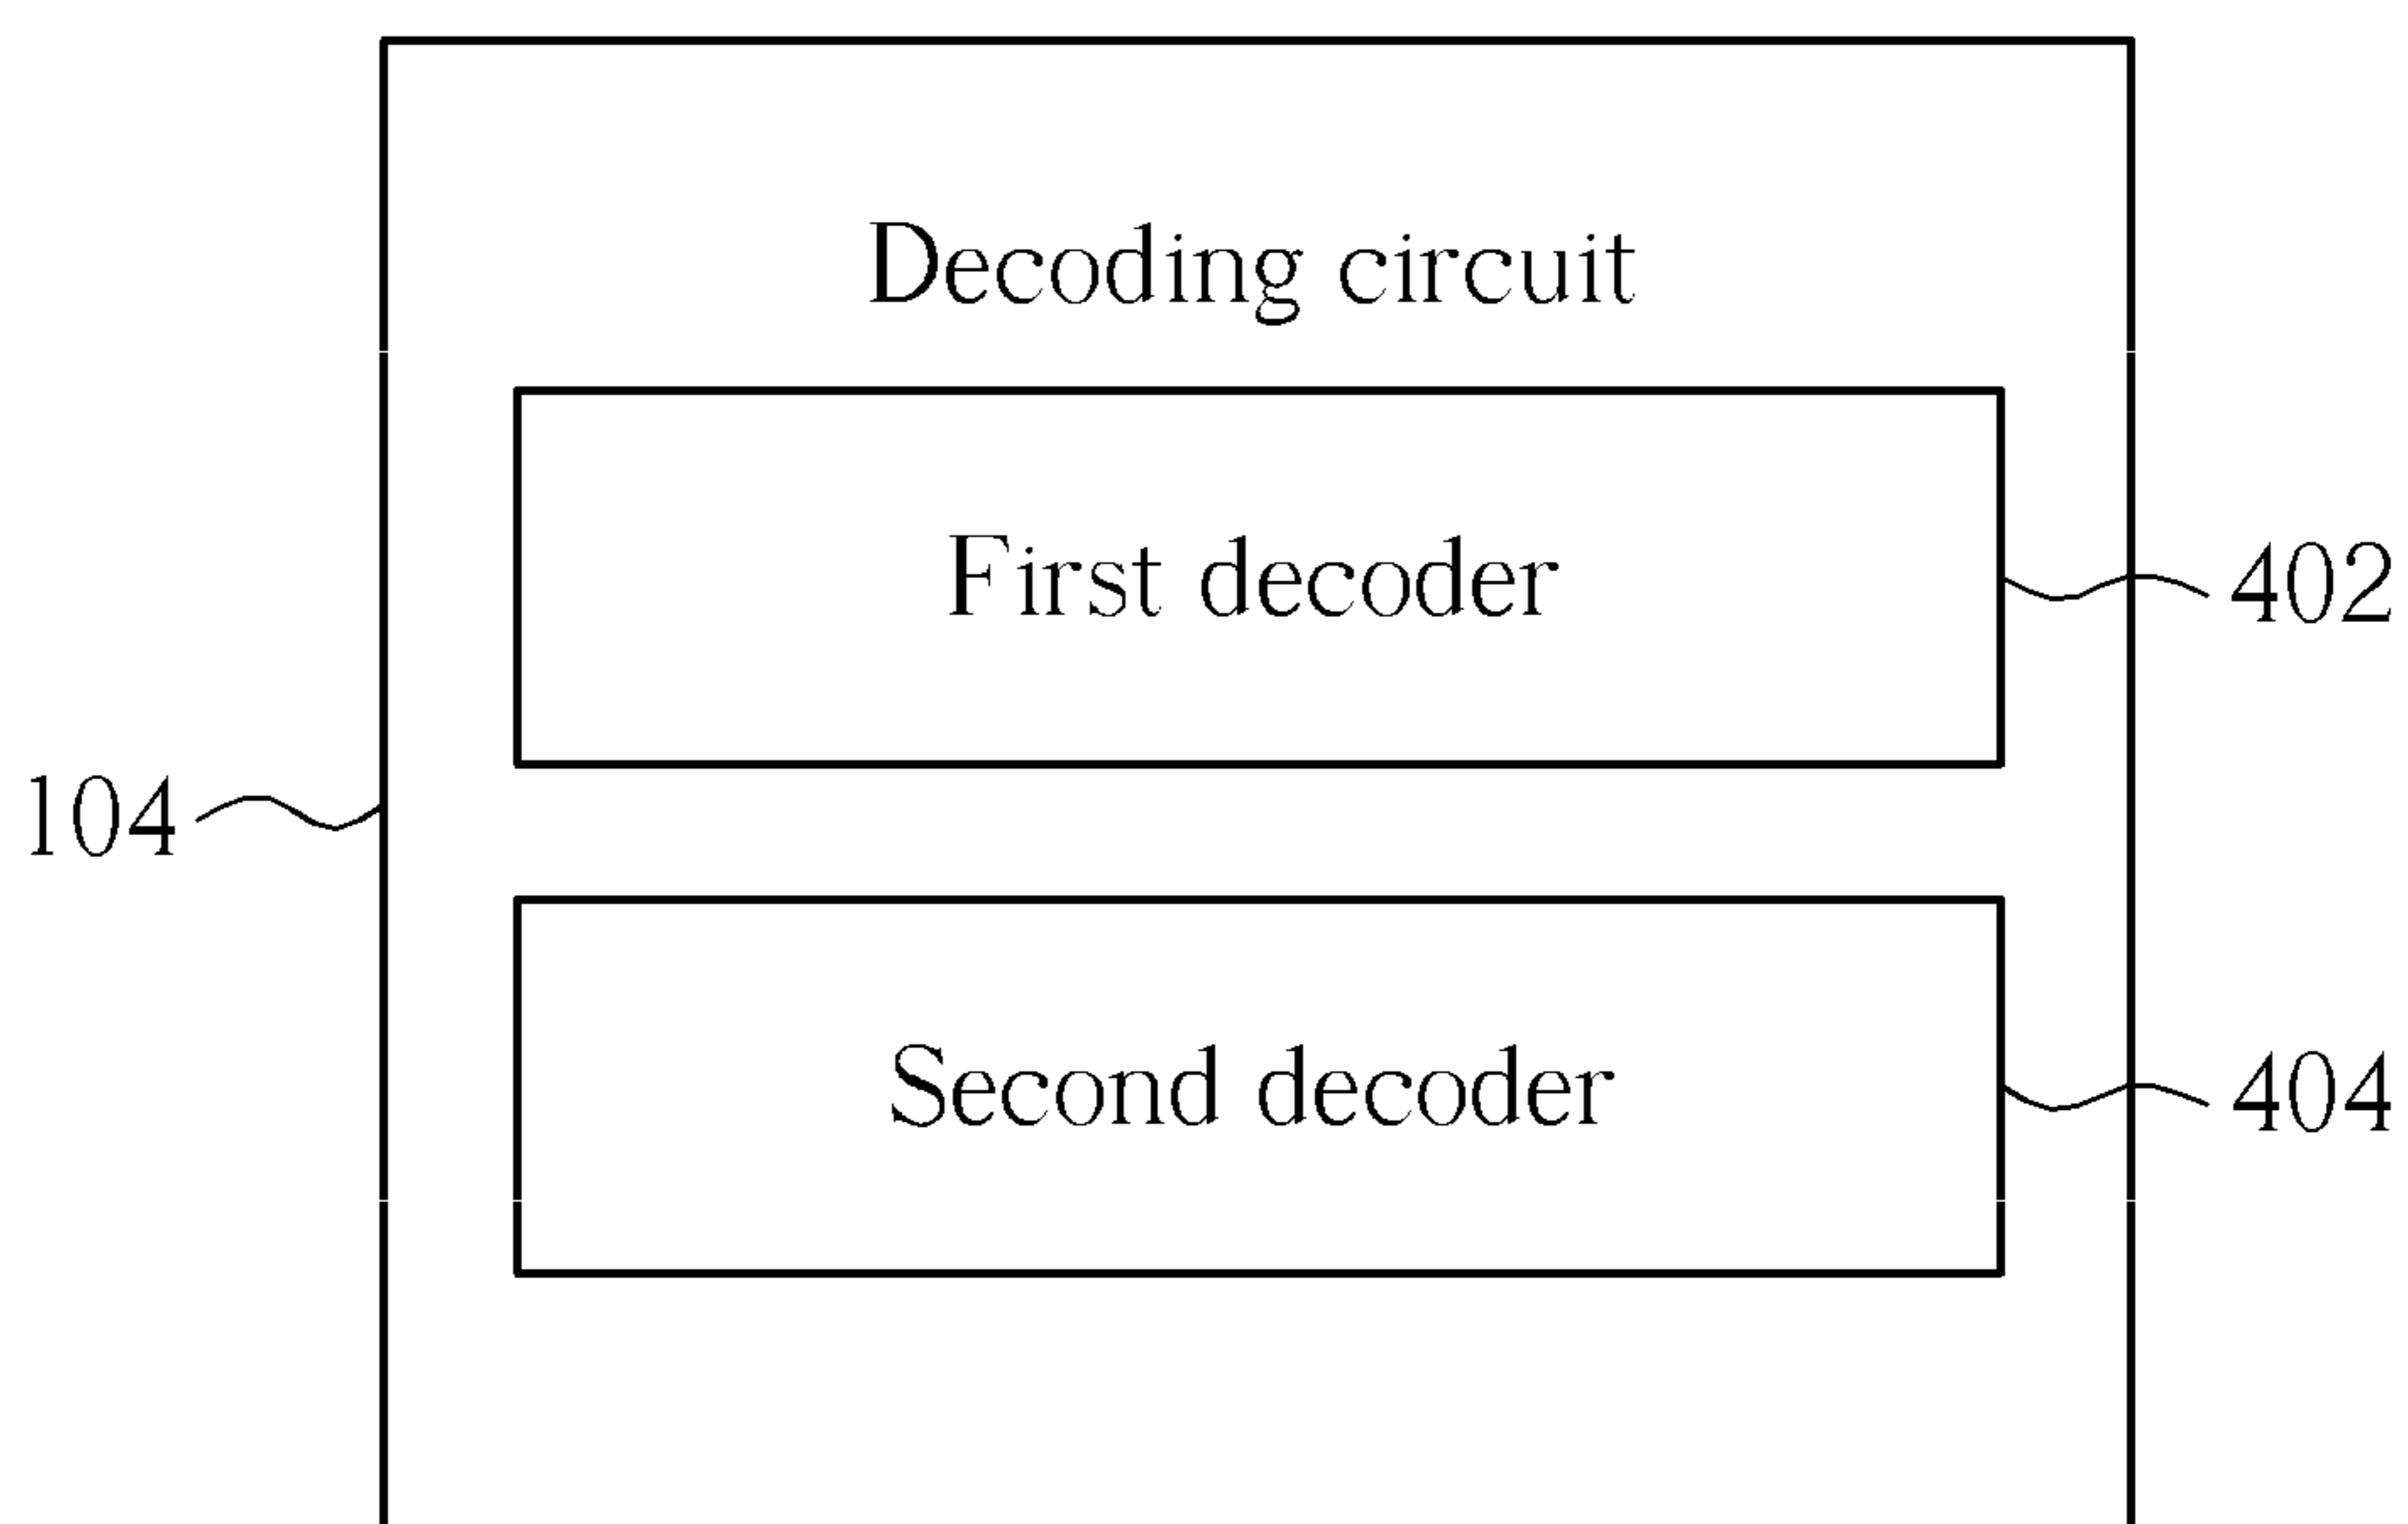 Decoding circuit
First decoder
402
104
Second decoder
404